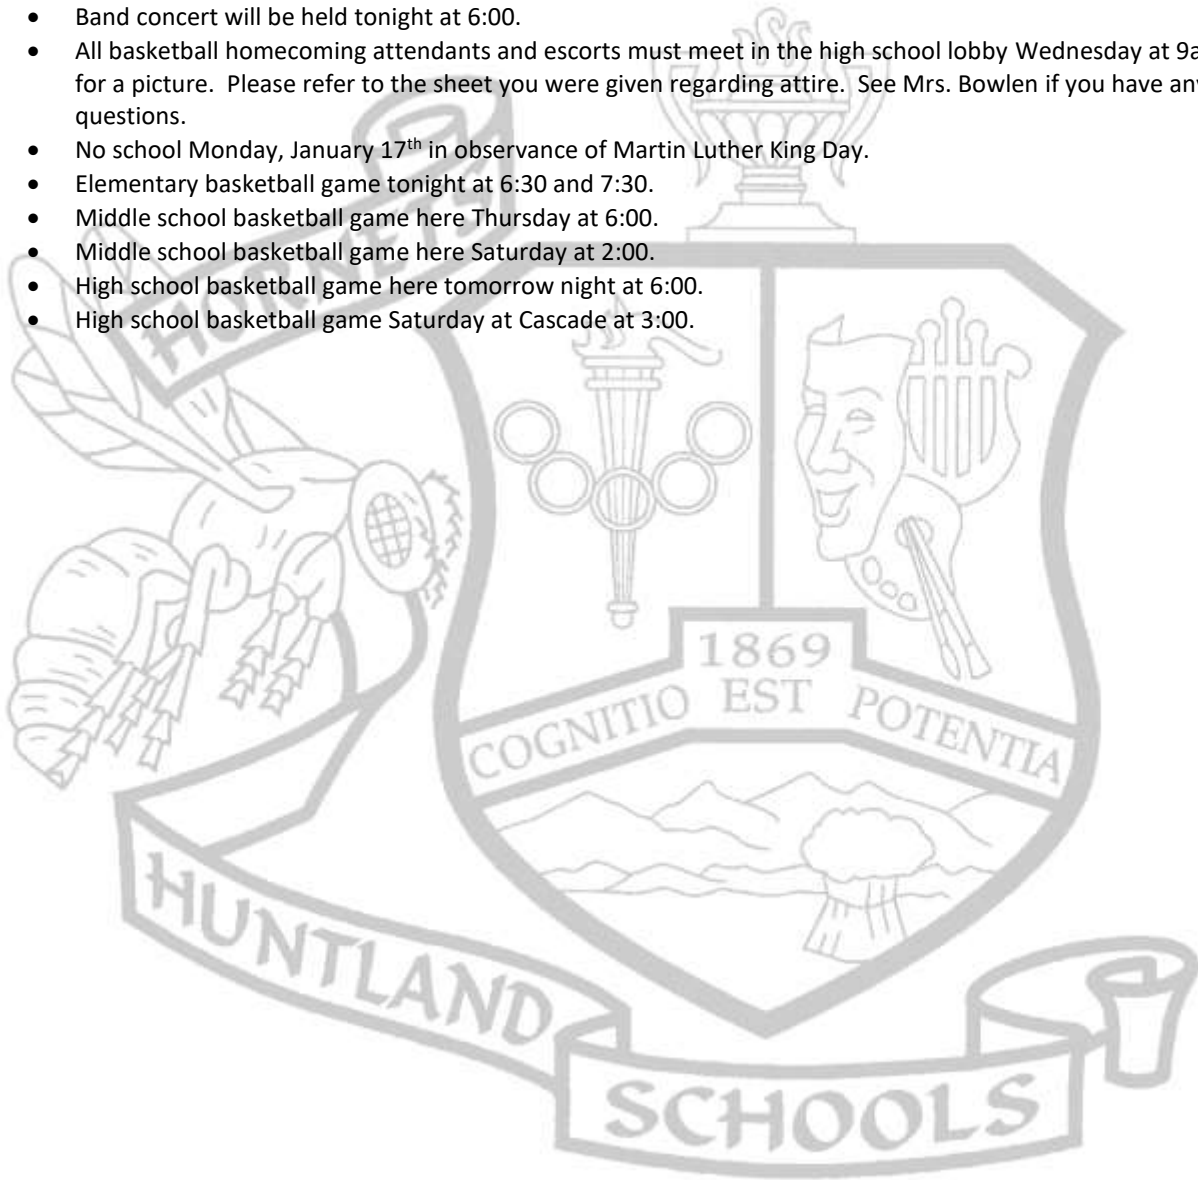 • Band concert will be held tonight at 6:00.
• All basketball homecoming attendants and escorts must meet in the high school lobby Wednesday at 9a
for a picture.  Please refer to the sheet you were given regarding attire.  See Mrs. Bowlen if you have any
questions.
• No school Monday, January 17th in observance of Martin Luther King Day.
• Elementary basketball game tonight at 6:30 and 7:30.
• Middle school basketball game here Thursday at 6:00.
• Middle school basketball game here Saturday at 2:00.
• High school basketball game here tomorrow night at 6:00.
• High school basketball game Saturday at Cascade at 3:00.
HORNETS
1869
COGNITIO EST POTENTIA
HUNTLAND
SCHOOLS